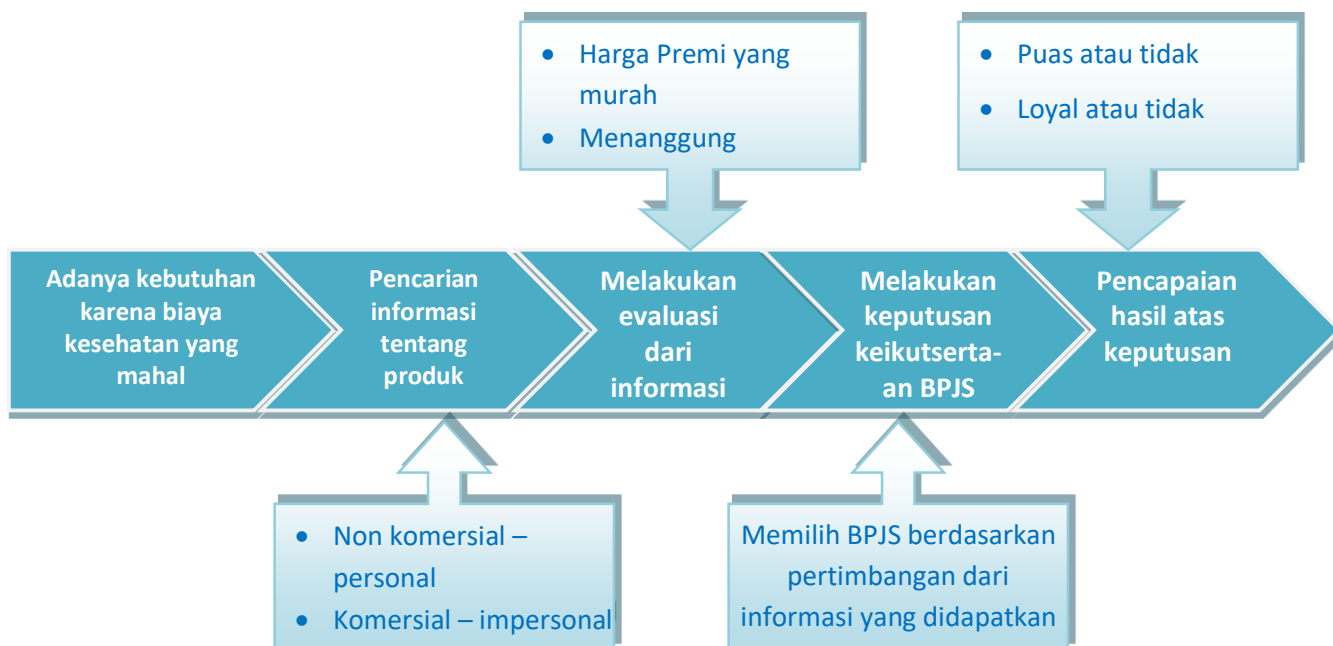 • Harga Premi yang
murah
• Menanggung
• Puas atau tidak
• Loyal atau tidak
Adanya kebutuhan
karena biaya
kesehatan yang
mahal
Pencarian
informasi
tentang
produk
Melakukan
evaluasi
dari
informasi
Melakukan
keputusan
keikutserta-
an BPJS
Pencapaian
hasil atas
keputusan
• Non komersial –
personal
• Komersial – impersonal
Memilih BPJS berdasarkan
pertimbangan dari
informasi yang didapatkan